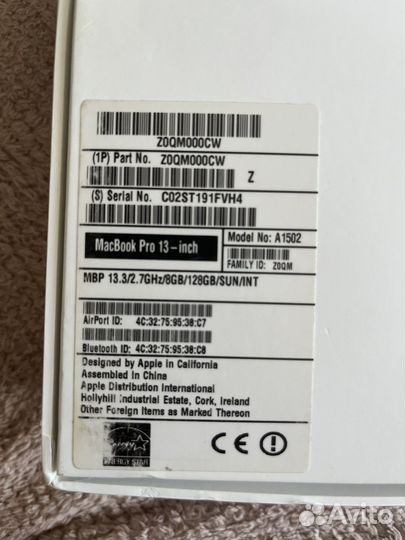 Z0QM000CW
(1P) Part No. Z0QM000CW
Z
(S) Serial No. C02ST191FVH4
MacBook Pro 13-inch
Model No: A1502
FAMILY ID: Z0QM
MBP 13.3/2.7GHz/8GB/128GB/SUN/INT
AirPort ID: 4C:32:75:95:38:C7
Bluetooth ID: 4C:32:75:95:38:C8
Designed by Apple in California
Assembled In China
Apple Distribution International
Hollyhill Industrial Estate, Cork, Ireland
Other Foreign Items as Marked Thereon
CE
Avito